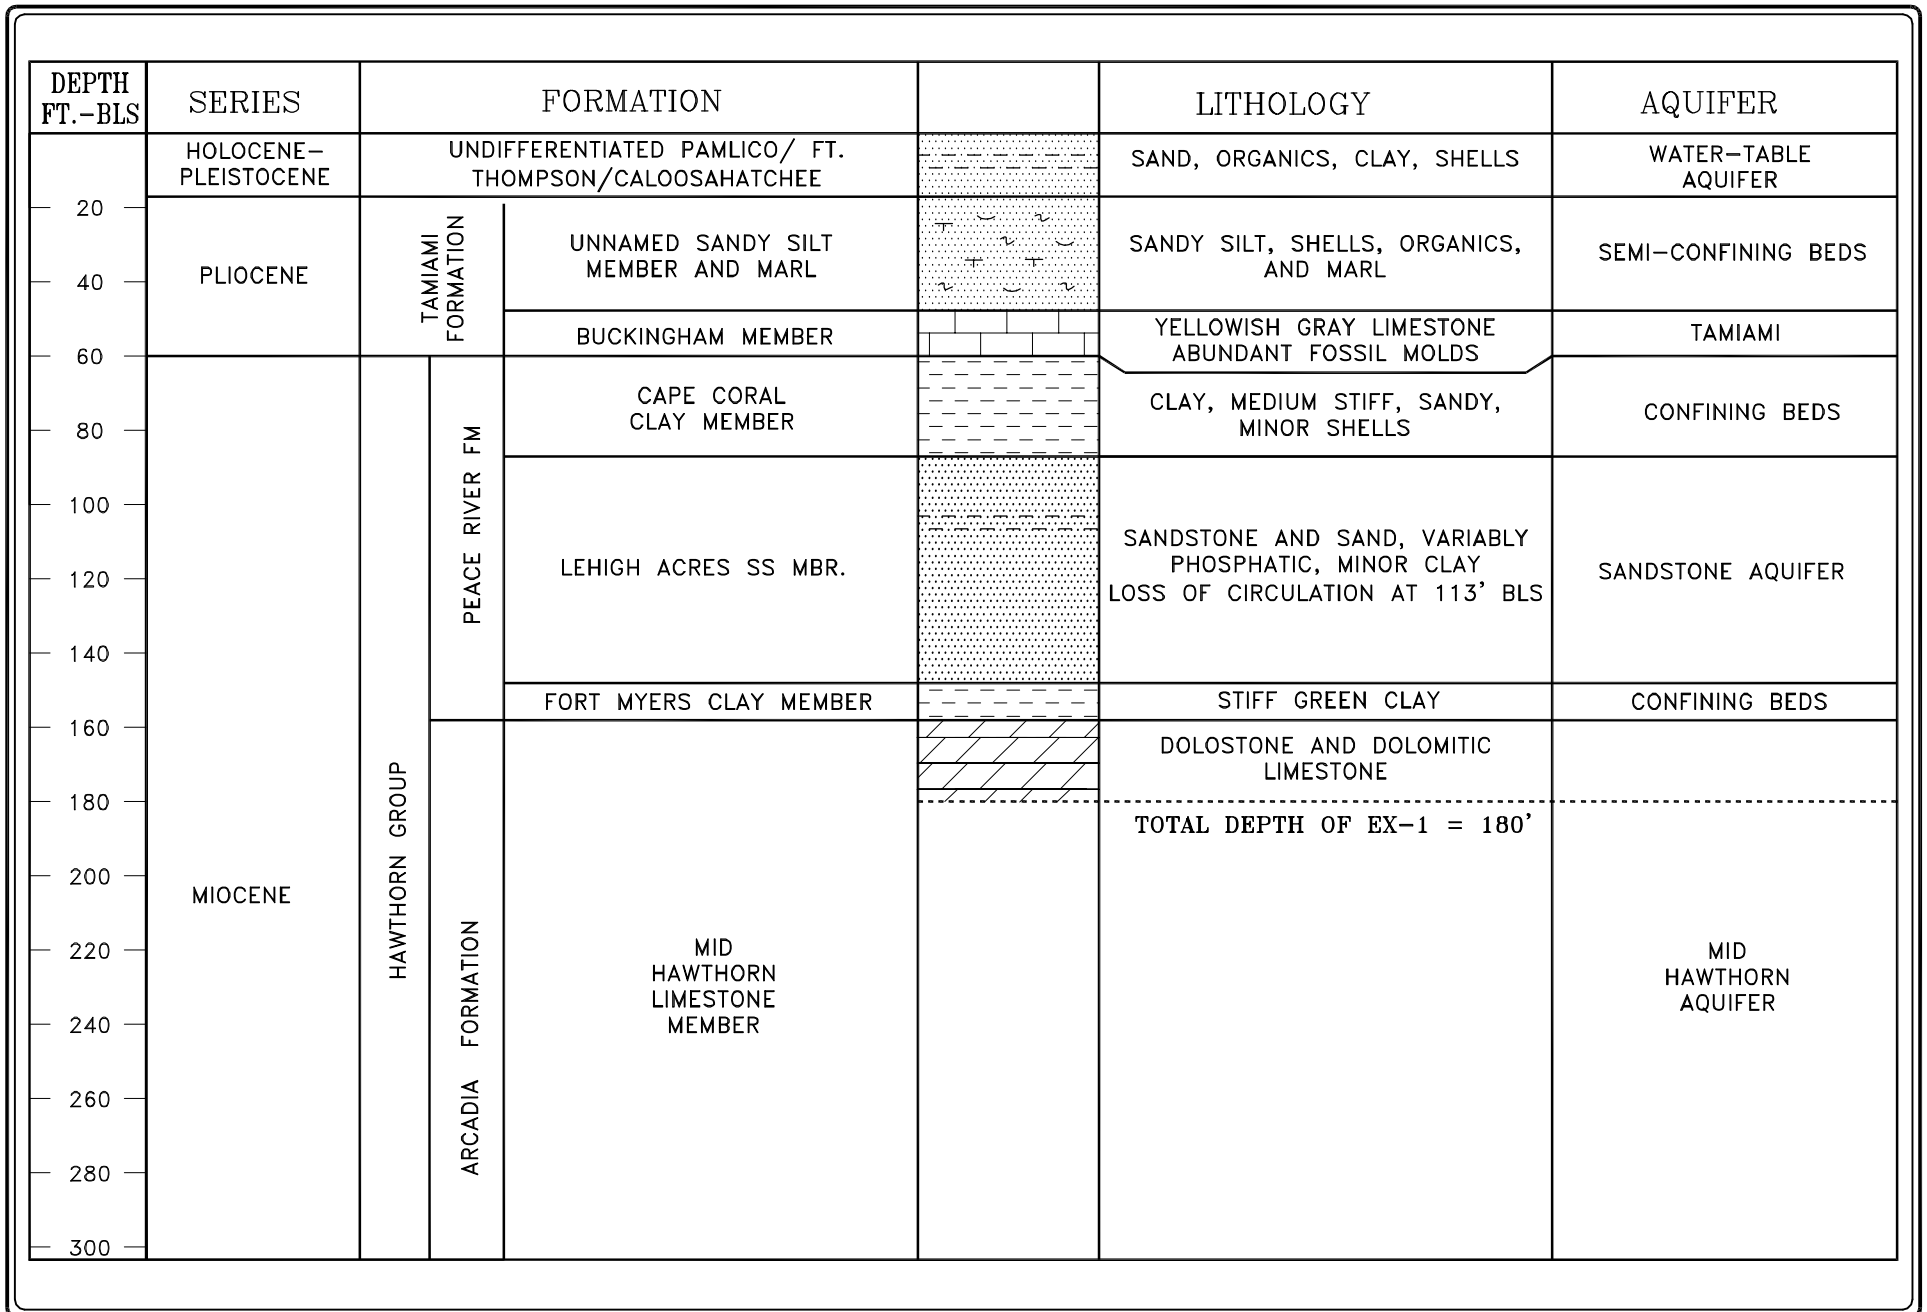 DEPTH
FT.-BLS
SERIES
FORMATION
LITHOLOGY
AQUIFER
HOLOCENE-
PLEISTOCENE
UNDIFFERENTIATED PAMLICO/ FT.
THOMPSON/CALOOSAHATCHEE
SAND, ORGANICS, CLAY, SHELLS
WATER-TABLE
AQUIFER
20
40
60
80
100
120
140
160
180
200
220
240
260
280
300
PLIOCENE
TAMIAMI
FORMATION
UNNAMED SANDY SILT
MEMBER AND MARL
SANDY SILT, SHELLS, ORGANICS,
AND MARL
SEMI-CONFINING BEDS
BUCKINGHAM MEMBER
YELLOWISH GRAY LIMESTONE
ABUNDANT FOSSIL MOLDS
TAMIAMI
MIOCENE
HAWTHORN GROUP
PEACE RIVER FM
CAPE CORAL
CLAY MEMBER
CLAY, MEDIUM STIFF, SANDY,
MINOR SHELLS
CONFINING BEDS
LEHIGH ACRES SS MBR.
SANDSTONE AND SAND, VARIABLY
PHOSPHATIC, MINOR CLAY
LOSS OF CIRCULATION AT 113' BLS
SANDSTONE AQUIFER
FORT MYERS CLAY MEMBER
STIFF GREEN CLAY
CONFINING BEDS
ARCADIA FORMATION
MID
HAWTHORN
LIMESTONE
MEMBER
DOLOSTONE AND DOLOMITIC
LIMESTONE
TOTAL DEPTH OF EX-1 = 180'
MID
HAWTHORN
AQUIFER